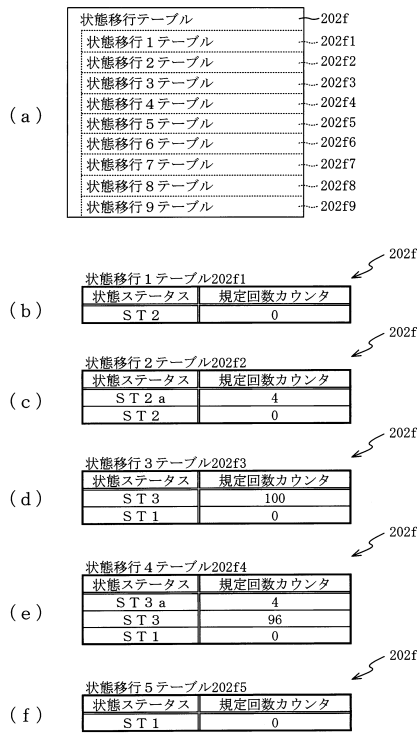 状態移行テーブル 202f
状態移行1テーブル 202f1
状態移行2テーブル 202f2
状態移行3テーブル 202f3
(a) 状態移行4テーブル 202f4
状態移行5テーブル 202f5
状態移行6テーブル 202f6
状態移行7テーブル 202f7
状態移行8テーブル 202f8
状態移行9テーブル 202f9
202f
状態移行1テーブル202f1
(b) 状態ステータス 規定回数カウンタ
ST2 0
202f
状態移行2テーブル202f2
状態ステータス 規定回数カウンタ
(c) ST2a 4
ST2 0
202f
状態移行3テーブル202f3
状態ステータス 規定回数カウンタ
(d) ST3 100
ST1 0
202f
状態移行4テーブル202f4
状態ステータス 規定回数カウンタ
(e) ST3a 4
ST3 96
ST1 0
202f
状態移行5テーブル202f5
(f) 状態ステータス 規定回数カウンタ
ST1 0